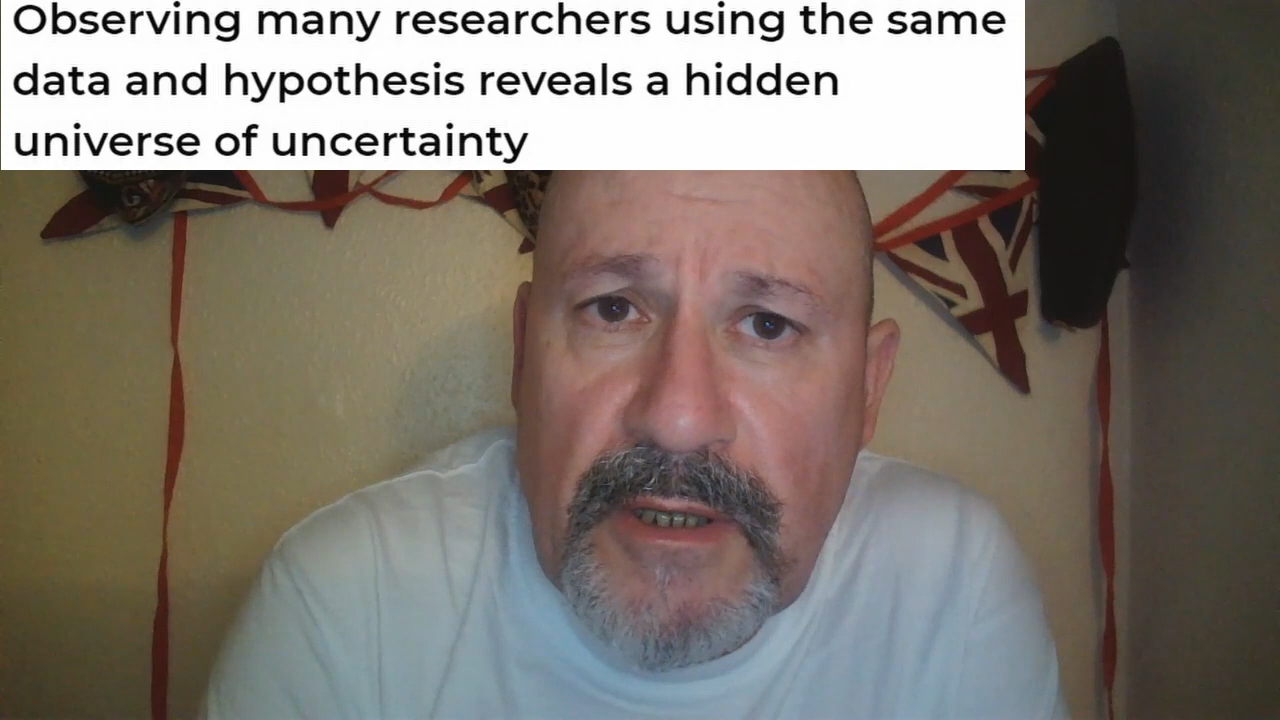 Observing many researchers using the same
data and hypothesis reveals a hidden
universe of uncertainty